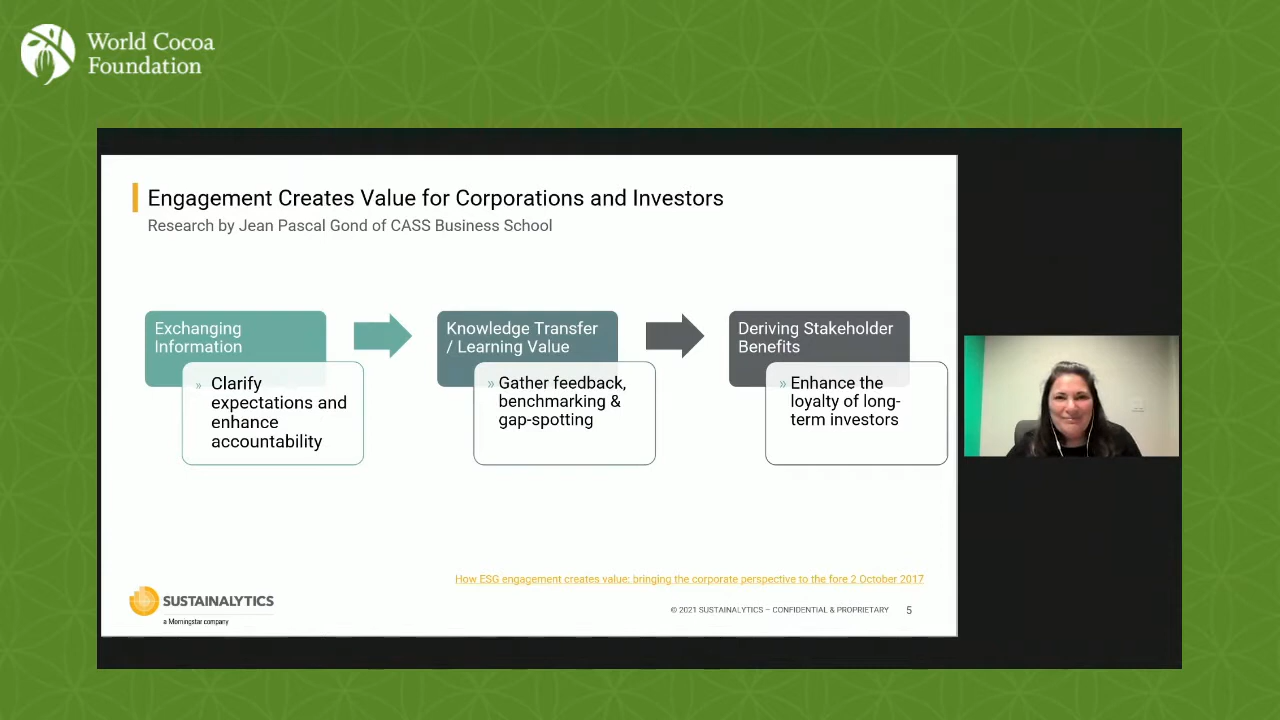 World Cocoa
Foundation
Engagement Creates Value for Corporations and Investors
Research by Jean Pascal Gond of CASS Business School
Exchanging
Information
» Clarify
expectations and
enhance
accountability
Knowledge Transfer
/ Learning Value
» Gather feedback,
benchmarking &
gap-spotting
Deriving Stakeholder
Benefits
» Enhance the
loyalty of long-
term investors
How ESG engagement creates value: bringing the corporate perspective to the fore 2 October 2017
SUSTAINALYTICS
a Morningstar company
© 2021 SUSTAINALYTICS – CONFIDENTIAL & PROPRIETARY 5